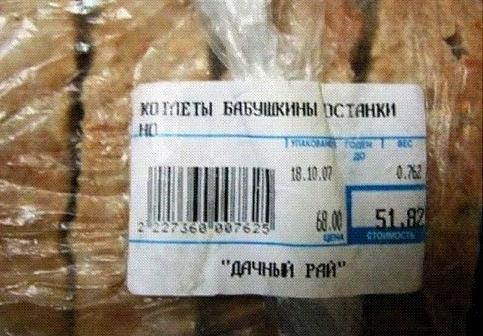 КОТЛЕТЫ БАБУШКИНЫ ОСТАНКИ
НО
УПАКОВАНО ГОДЕН ДО ВЕС
18.10.07 0.762
68.00 51.82
ЦЕНА СТОИМОСТЬ
2 227360 007625
"ДАЧНЫЙ РАЙ"